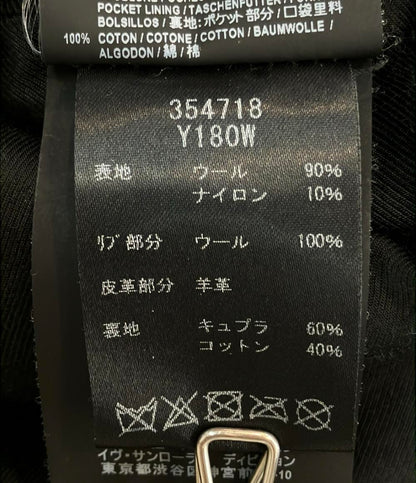 POCKET LINING / TASCHENFUTTER /
BOLSILLOS / 裏地: ポケット部分 / 口袋里料
100% COTON / COTONE / COTTON / BAUMWOLLE /
ALGODON / 綿 / 棉
354718
Y180W
表地 ウール 90%
ナイロン 10%
ﾘﾌﾞ部分 ウール 100%
皮革部分 羊革
裏地 キュプラ 60%
コットン 40%
イヴ・サンローラ ディビジョン
東京都渋谷区神宮前 -10